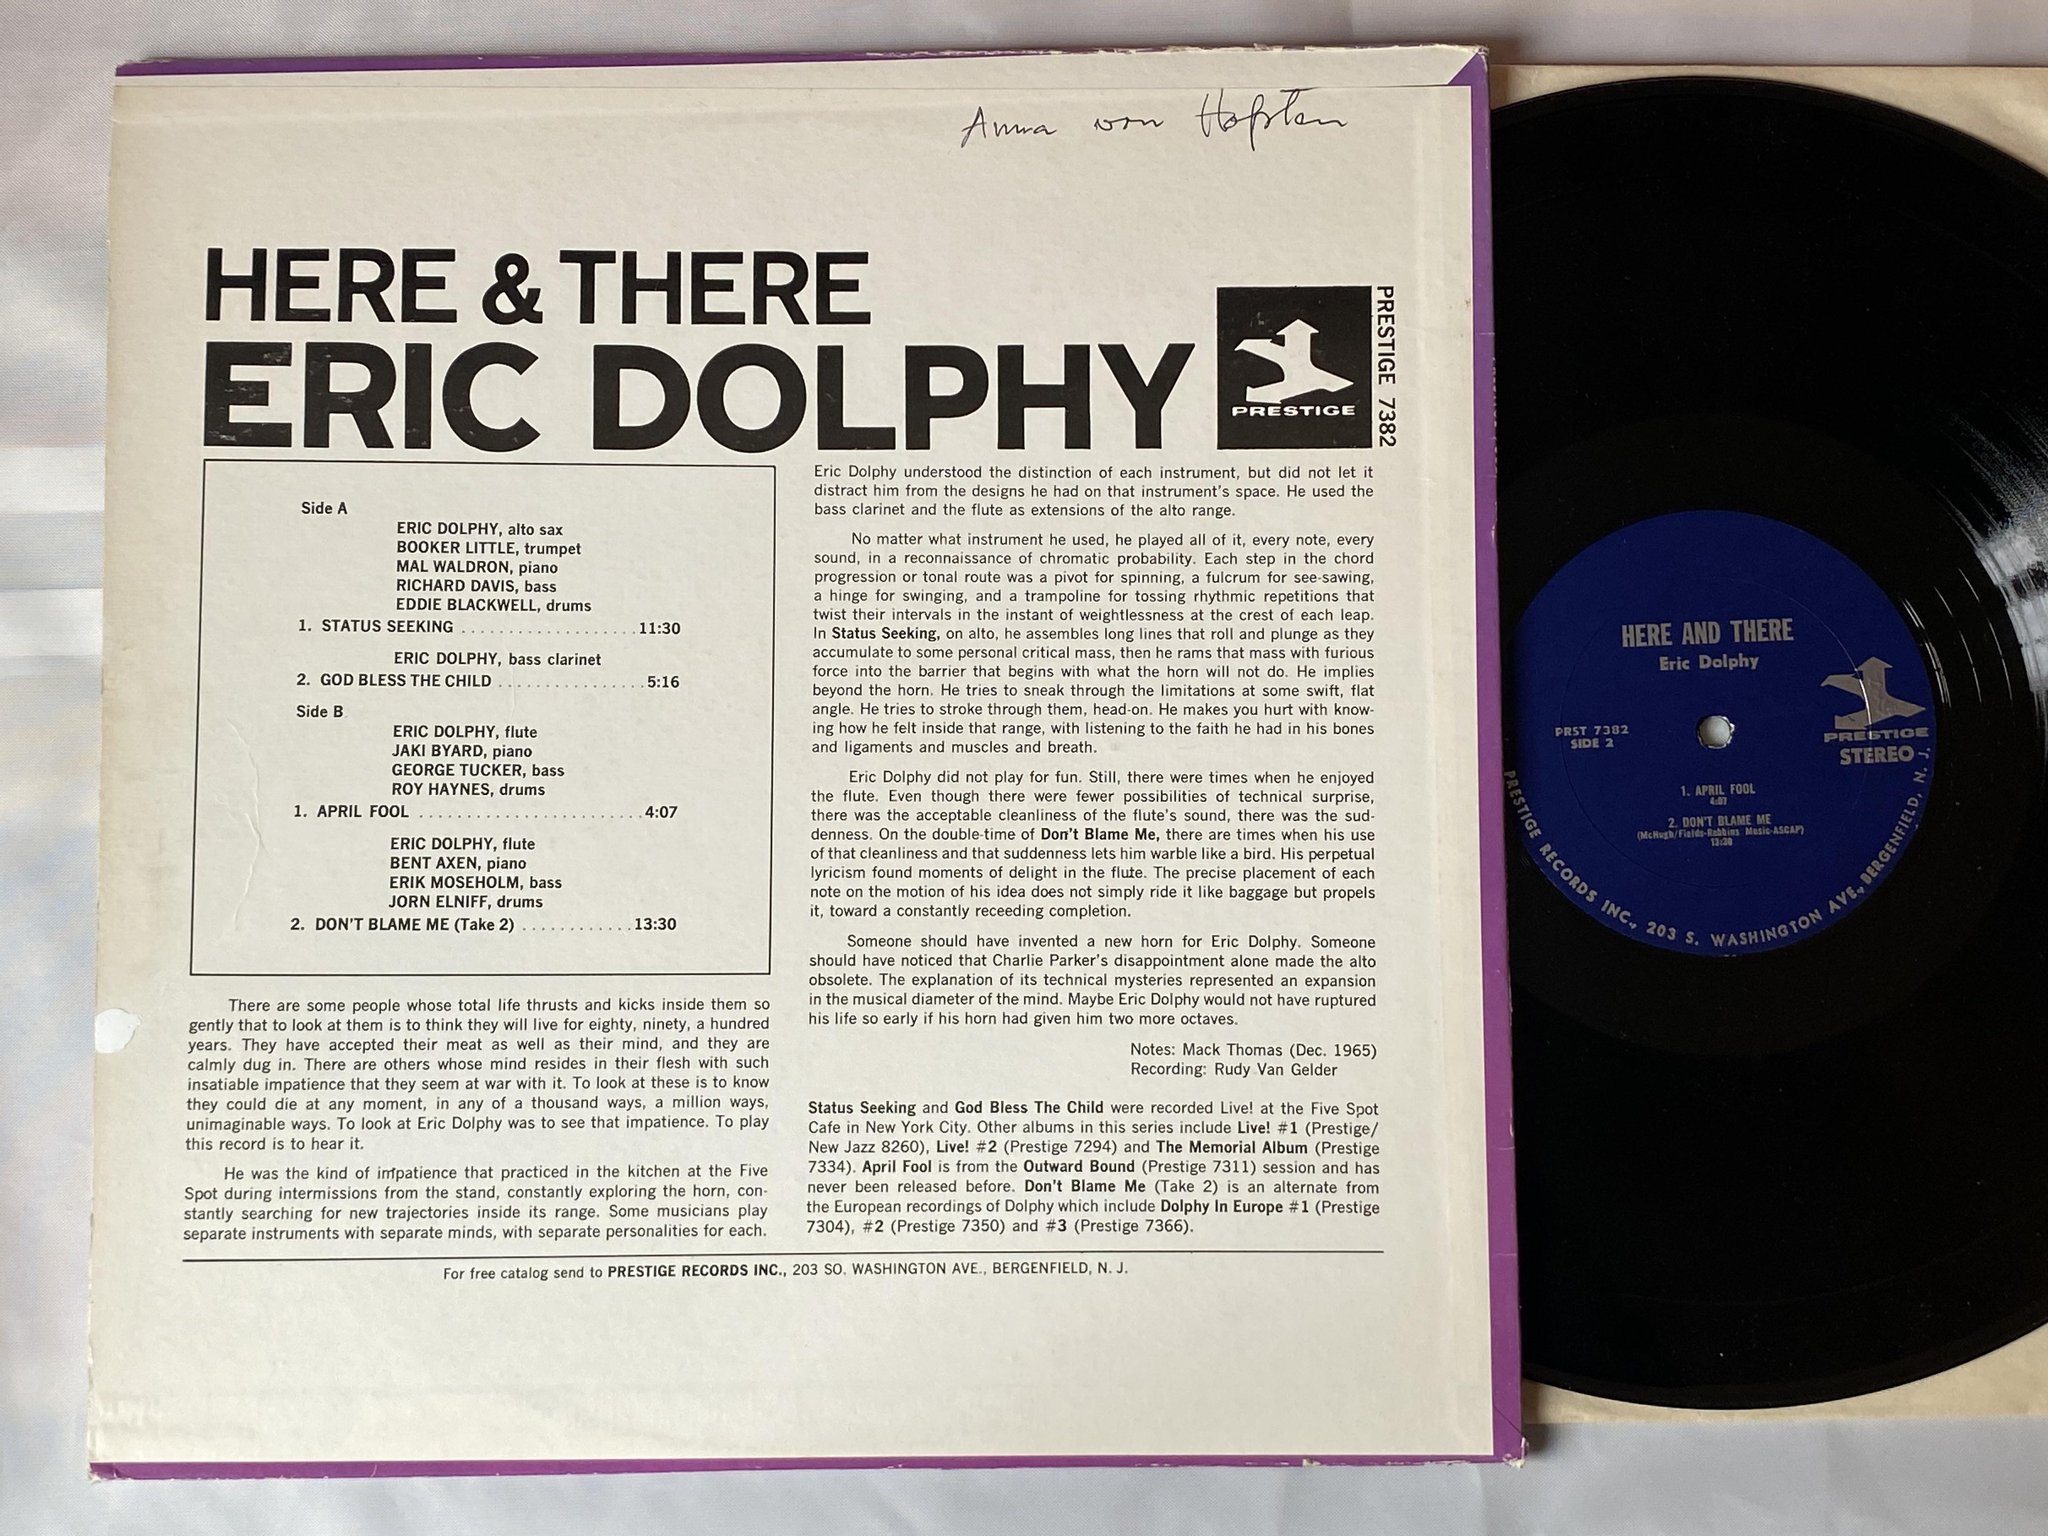 Anna von Hofsten
HERE & THERE
ERIC DOLPHY
PRESTIGE
PRESTIGE 7382
Side A
ERIC DOLPHY, alto sax
BOOKER LITTLE, trumpet
MAL WALDRON, piano
RICHARD DAVIS, bass
EDDIE BLACKWELL, drums
1. STATUS SEEKING ................... 11:30
ERIC DOLPHY, bass clarinet
2. GOD BLESS THE CHILD ................ 5:16
Side B
ERIC DOLPHY, flute
JAKI BYARD, piano
GEORGE TUCKER, bass
ROY HAYNES, drums
1. APRIL FOOL ........................ 4:07
ERIC DOLPHY, flute
BENT AXEN, piano
ERIK MOSEHOLM, bass
JORN ELNIFF, drums
2. DON'T BLAME ME (Take 2) ............ 13:30
There are some people whose total life thrusts and kicks inside them so
gently that to look at them is to think they will live for eighty, ninety, a hundred
years. They have accepted their meat as well as their mind, and they are
calmly dug in. There are others whose mind resides in their flesh with such
insatiable impatience that they seem at war with it. To look at these is to know
they could die at any moment, in any of a thousand ways, a million ways,
unimaginable ways. To look at Eric Dolphy was to see that impatience. To play
this record is to hear it.
He was the kind of impatience that practiced in the kitchen at the Five
Spot during intermissions from the stand, constantly exploring the horn, con-
stantly searching for new trajectories inside its range. Some musicians play
separate instruments with separate minds, with separate personalities for each.
Eric Dolphy understood the distinction of each instrument, but did not let it
distract him from the designs he had on that instrument's space. He used the
bass clarinet and the flute as extensions of the alto range.
No matter what instrument he used, he played all of it, every note, every
sound, in a reconnaissance of chromatic probability. Each step in the chord
progression or tonal route was a pivot for spinning, a fulcrum for see-sawing,
a hinge for swinging, and a trampoline for tossing rhythmic repetitions that
twist their intervals in the instant of weightlessness at the crest of each leap.
In Status Seeking, on alto, he assembles long lines that roll and plunge as they
accumulate to some personal critical mass, then he rams that mass with furious
force into the barrier that begins with what the horn will not do. He implies
beyond the horn. He tries to sneak through the limitations at some swift, flat
angle. He tries to stroke through them, head-on. He makes you hurt with know-
ing how he felt inside that range, with listening to the faith he had in his bones
and ligaments and muscles and breath.
Eric Dolphy did not play for fun. Still, there were times when he enjoyed
the flute. Even though there were fewer possibilities of technical surprise,
there was the acceptable cleanliness of the flute's sound, there was the sud-
denness. On the double-time of Don't Blame Me, there are times when his use
of that cleanliness and that suddenness lets him warble like a bird. His perpetual
lyricism found moments of delight in the flute. The precise placement of each
note on the motion of his idea does not simply ride it like baggage but propels
it, toward a constantly receeding completion.
Someone should have invented a new horn for Eric Dolphy. Someone
should have noticed that Charlie Parker's disappointment alone made the alto
obsolete. The explanation of its technical mysteries represented an expansion
in the musical diameter of the mind. Maybe Eric Dolphy would not have ruptured
his life so early if his horn had given him two more octaves.
Notes: Mack Thomas (Dec. 1965)
Recording: Rudy Van Gelder
Status Seeking and God Bless The Child were recorded Live! at the Five Spot
Cafe in New York City. Other albums in this series include Live! #1 (Prestige/
New Jazz 8260), Live! #2 (Prestige 7294) and The Memorial Album (Prestige
7334). April Fool is from the Outward Bound (Prestige 7311) session and has
never been released before. Don't Blame Me (Take 2) is an alternate from
the European recordings of Dolphy which include Dolphy In Europe #1 (Prestige
7304), #2 (Prestige 7350) and #3 (Prestige 7366).
For free catalog send to PRESTIGE RECORDS INC., 203 SO. WASHINGTON AVE., BERGENFIELD, N. J.
HERE AND THERE
Eric Dolphy
PRST 7382
SIDE 2
PRESTIGE
STEREO
1. APRIL FOOL
4:07
2. DON'T BLAME ME
(McHugh/Fields-Robbins Music-ASCAP)
13:30
PRESTIGE RECORDS INC., 203 S. WASHINGTON AVE., BERGENFIELD, N. J.